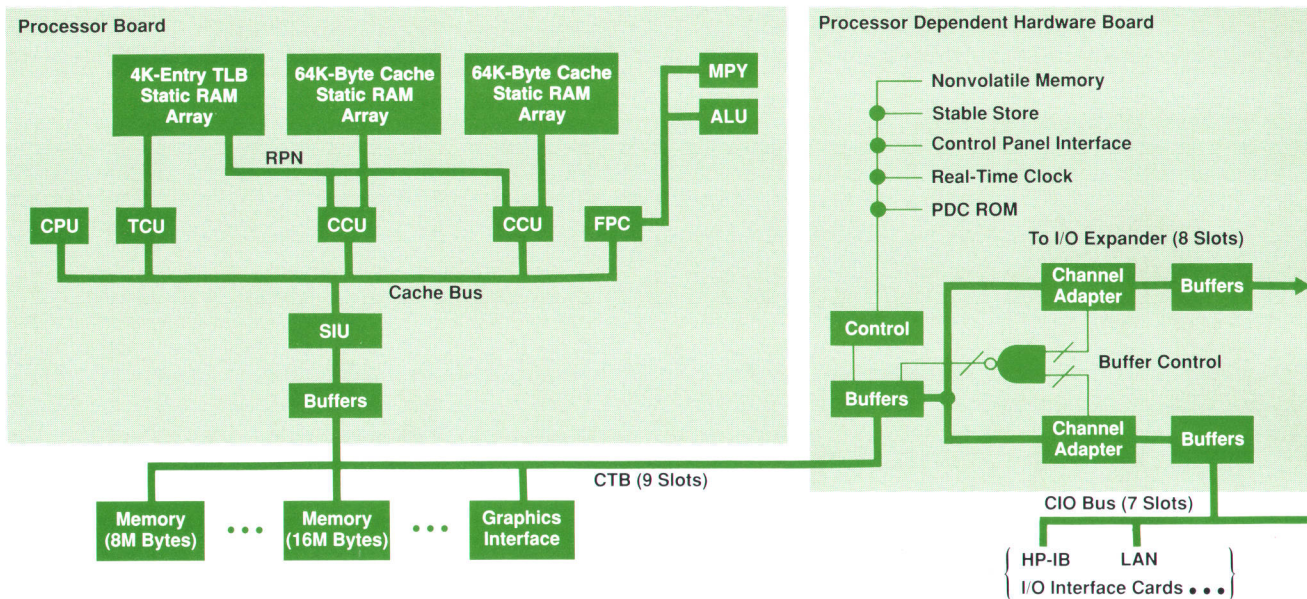 Processor Board
4K-Entry TLB
Static RAM
Array
64K-Byte Cache
Static RAM
Array
64K-Byte Cache
Static RAM
Array
MPY
ALU
RPN
CPU
TCU
CCU
CCU
FPC
Cache Bus
SIU
Buffers
CTB (9 Slots)
Memory
(8M Bytes)
• • •
Memory
(16M Bytes)
• • •
Graphics
Interface
Processor Dependent Hardware Board
Nonvolatile Memory
Stable Store
Control Panel Interface
Real-Time Clock
PDC ROM
To I/O Expander (8 Slots)
Channel
Adapter
Buffers
Control
Buffer Control
Buffers
Channel
Adapter
Buffers
CIO Bus (7 Slots)
HP-IB
LAN
I/O Interface Cards • • •